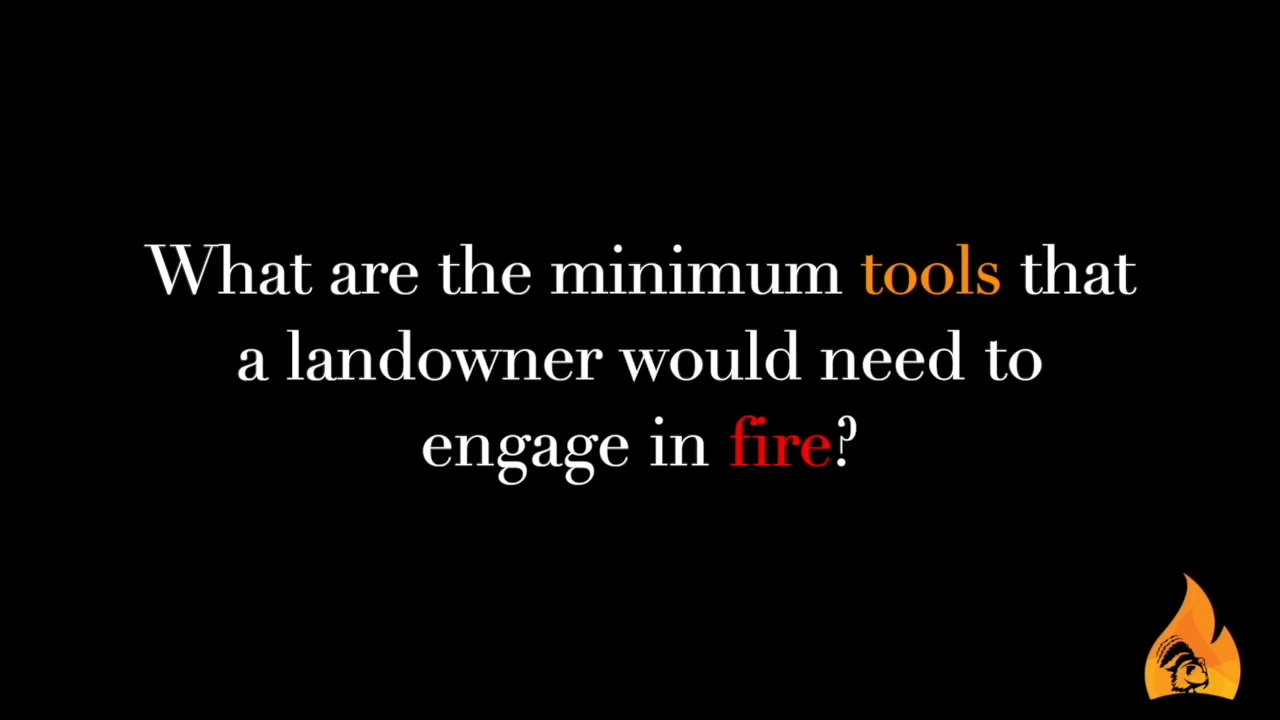 What are the minimum tools that
a landowner would need to
engage in fire?